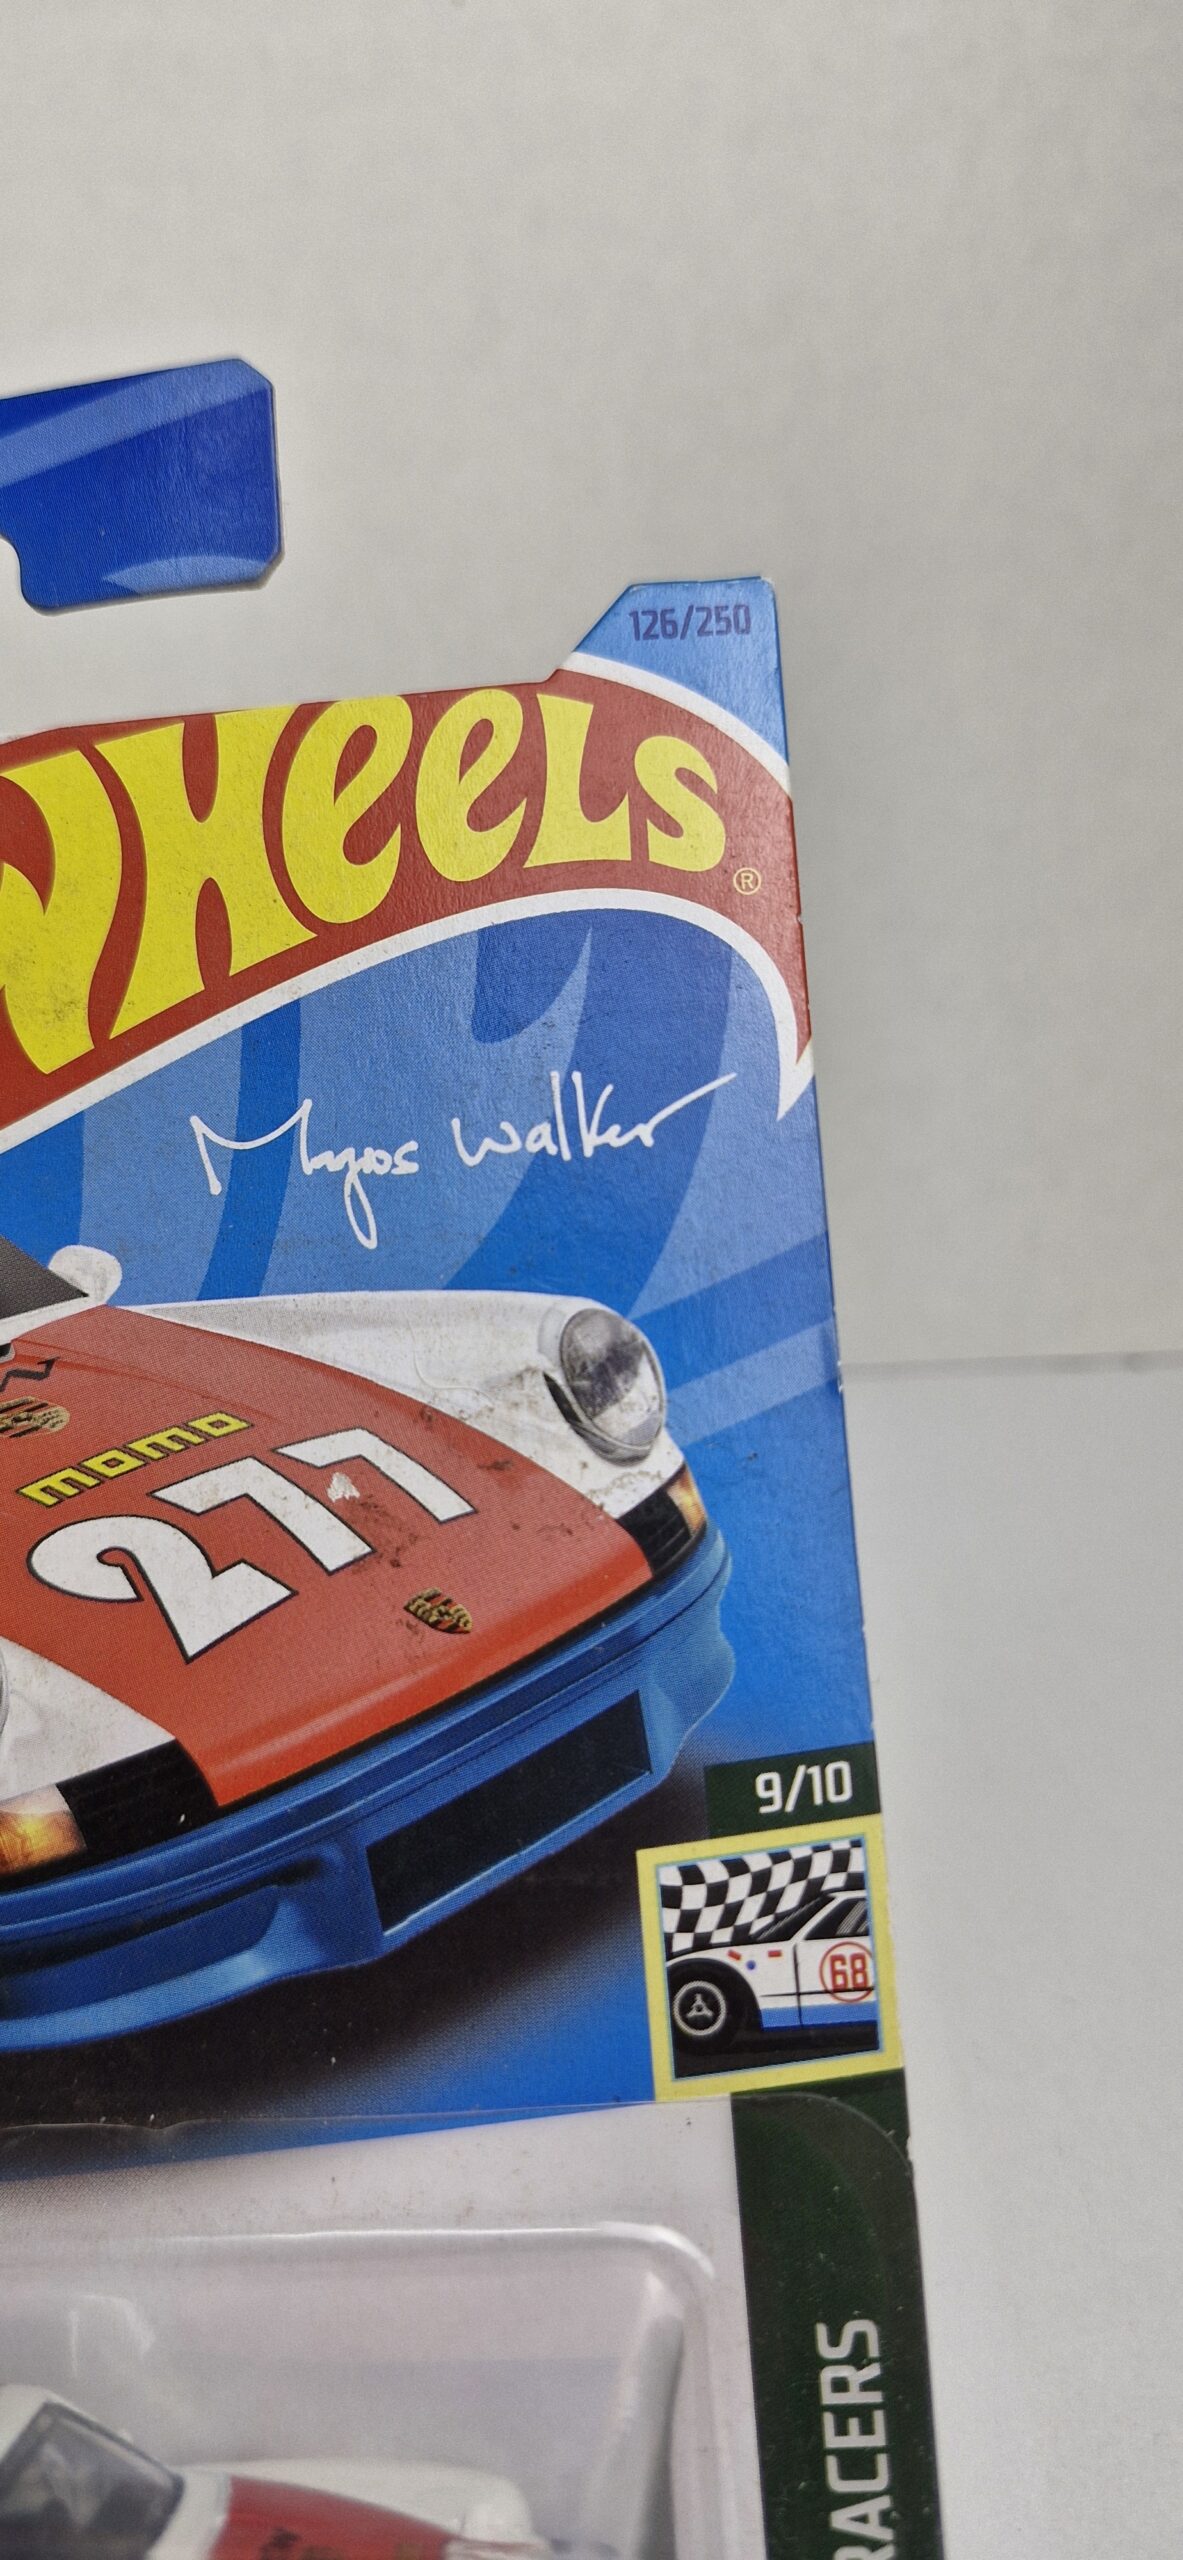 126/250
WHEELS®
Magnus Walker
momo
277
9/10
68
RACERS